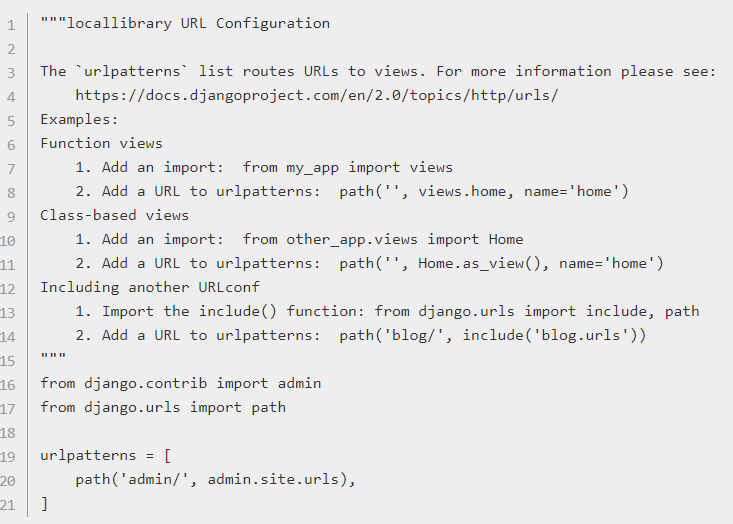 1 """locallibrary URL Configuration
2
3 The `urlpatterns` list routes URLs to views. For more information please see:
4     https://docs.djangoproject.com/en/2.0/topics/http/urls/
5 Examples:
6 Function views
7     1. Add an import:  from my_app import views
8     2. Add a URL to urlpatterns:  path('', views.home, name='home')
9 Class-based views
10     1. Add an import:  from other_app.views import Home
11     2. Add a URL to urlpatterns:  path('', Home.as_view(), name='home')
12 Including another URLconf
13     1. Import the include() function: from django.urls import include, path
14     2. Add a URL to urlpatterns:  path('blog/', include('blog.urls'))
15 """
16 from django.contrib import admin
17 from django.urls import path
18
19 urlpatterns = [
20     path('admin/', admin.site.urls),
21 ]